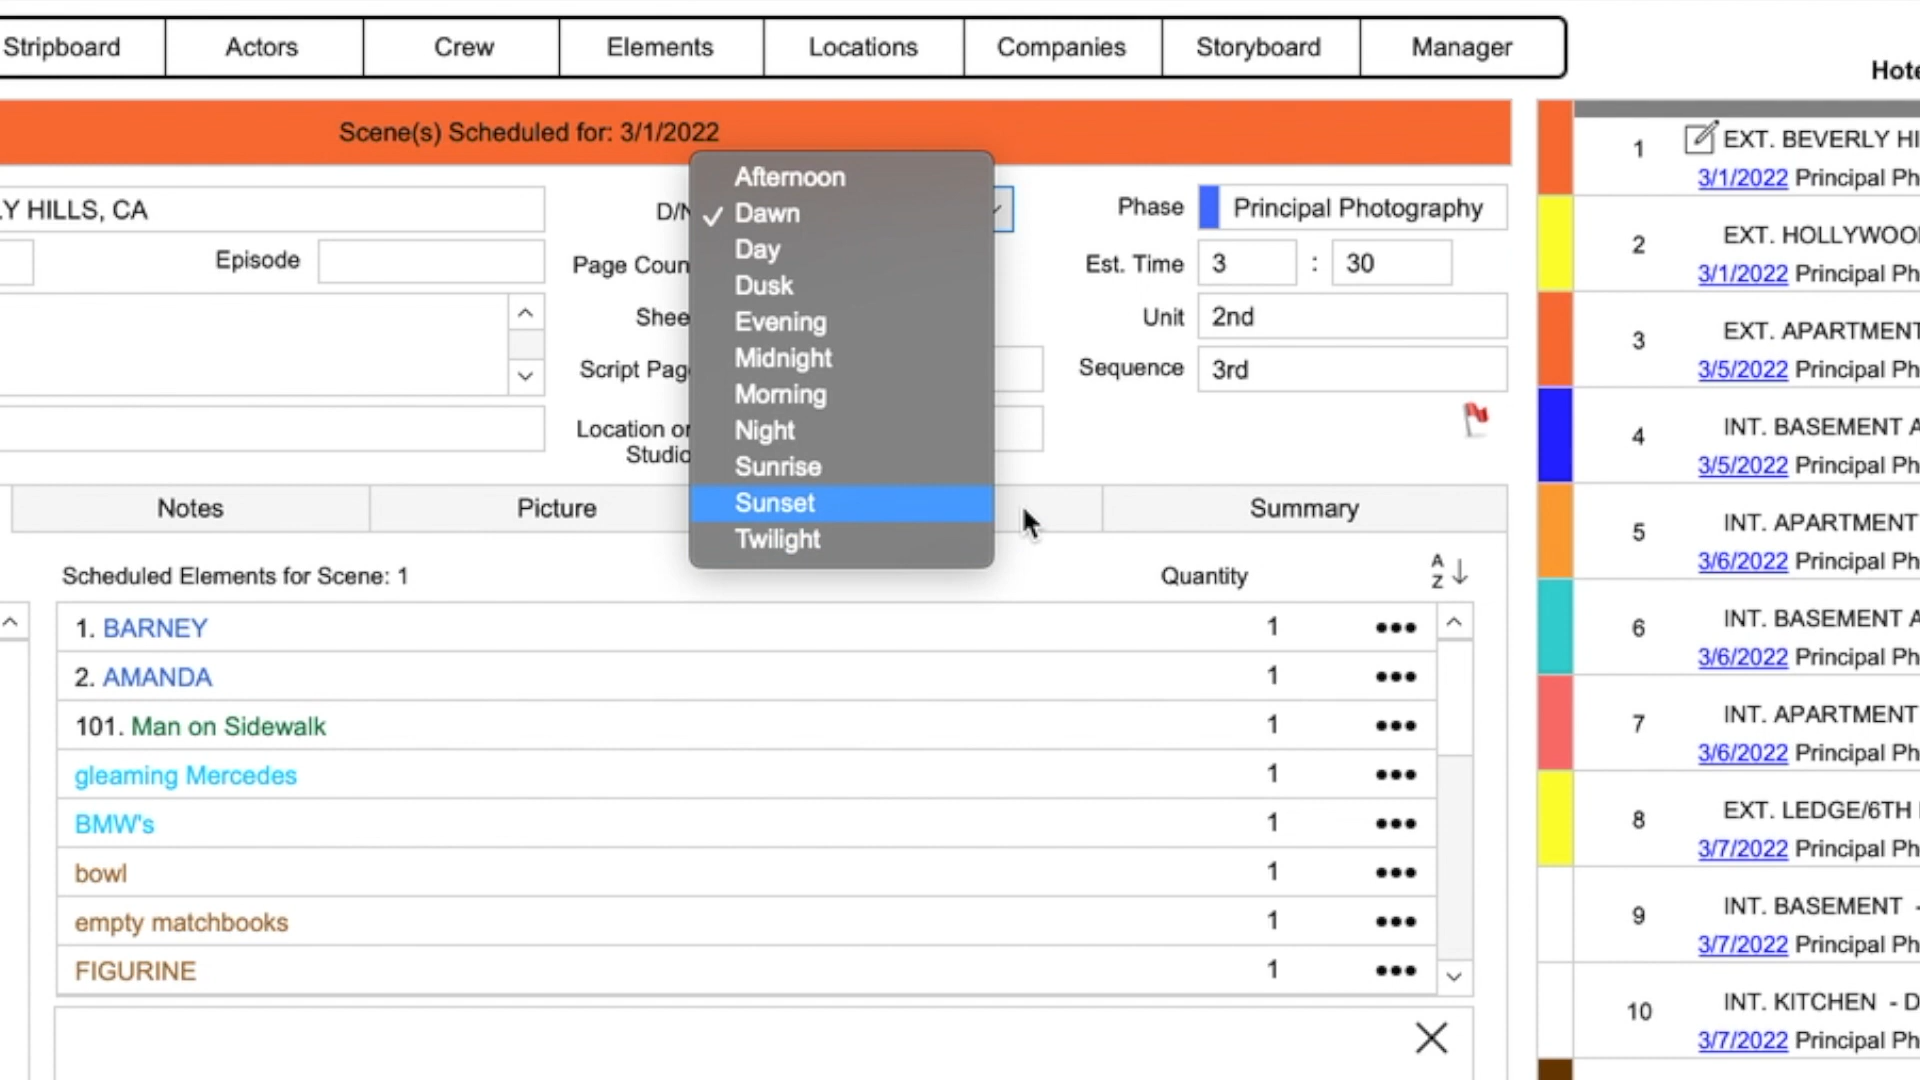 Stripboard
Actors
Crew
Elements
Locations
Companies
Storyboard
Manager
Scene(s) Scheduled for: 3/1/2022
Y HILLS, CA
Episode
D/N
Page Coun
Shee
Script Pag
Location or
Studio
Afternoon
Dawn
Day
Dusk
Evening
Midnight
Morning
Night
Sunrise
Sunset
Twilight
Phase
Principal Photography
Est. Time
3 : 30
Unit
2nd
Sequence
3rd
Notes
Picture
Summary
Scheduled Elements for Scene: 1
Quantity
A
Z
1. BARNEY 1
2. AMANDA 1
101. Man on Sidewalk 1
gleaming Mercedes 1
BMW's 1
bowl 1
empty matchbooks 1
FIGURINE 1
Hote
1 EXT. BEVERLY HI
3/1/2022 Principal Ph
2 EXT. HOLLYWOO
3/1/2022 Principal Ph
3 EXT. APARTMENT
3/5/2022 Principal Ph
4 INT. BASEMENT A
3/5/2022 Principal Ph
5 INT. APARTMENT
3/6/2022 Principal Ph
6 INT. BASEMENT A
3/6/2022 Principal Ph
7 INT. APARTMENT
3/6/2022 Principal Ph
8 EXT. LEDGE/6TH
3/7/2022 Principal Ph
9 INT. BASEMENT -
3/7/2022 Principal Ph
10 INT. KITCHEN - D
3/7/2022 Principal Ph